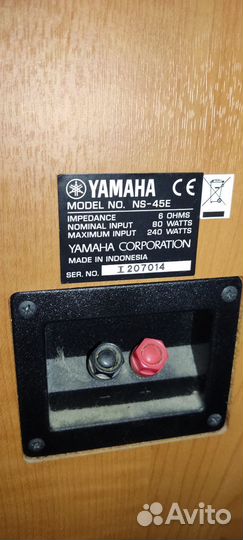 YAMAHA CE
MODEL NO. NS-45E
IMPEDANCE 6 OHMS
NOMINAL INPUT 80 WATTS
MAXIMUM INPUT 240 WATTS
YAMAHA CORPORATION
MADE IN INDONESIA
SER. NO. I 207014
Avito